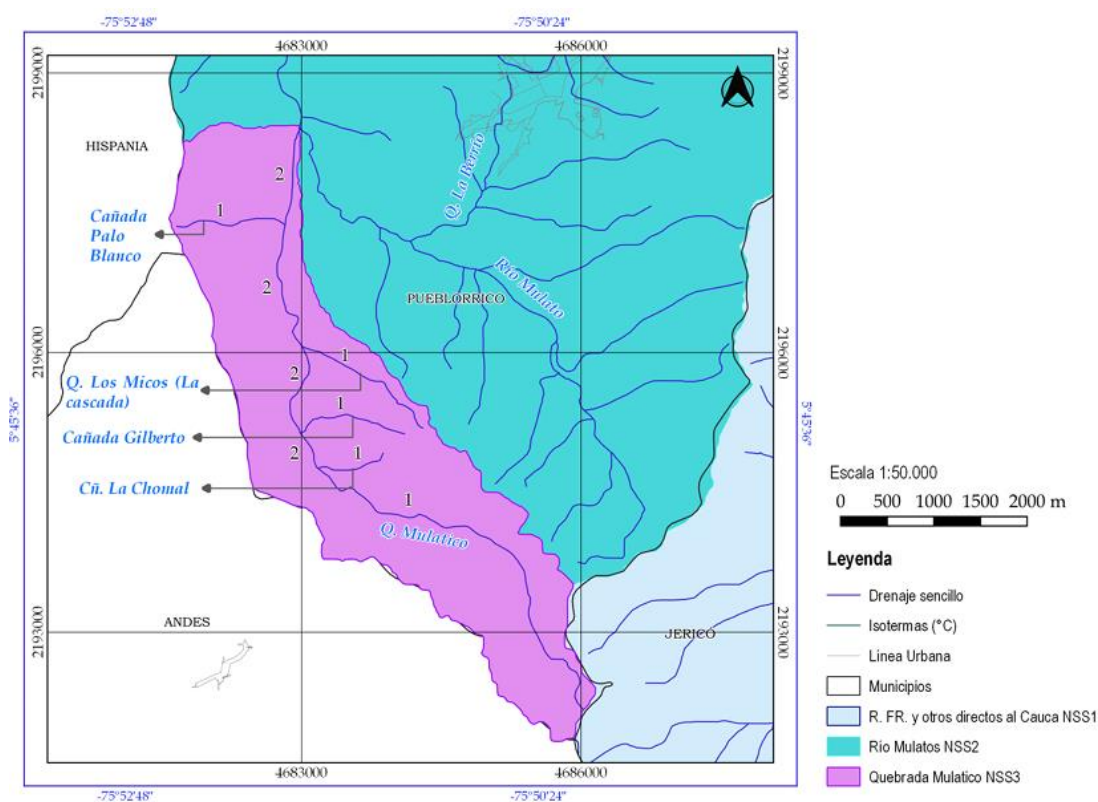 -75°52'48"
-75°50'24"
4683000
4686000
2199000
2199000
HISPANIA
2
1
Q. La Berrio
Cañada
Palo
Blanco
2
Río Mulato
PUEBLORRICO
2196000
2196000
1
2
Q. Los Micos (La
cascada)
1
5°45'36"
5°45'36"
Cañada Gilberto
2
1
Cñ. La Chomal
1
Q. Mulatico
ANDES
JERICÓ
2193000
2193000
4683000
4686000
-75°52'48"
-75°50'24"
Escala 1:50.000
0 500 1000 1500 2000 m
Leyenda
Drenaje sencillo
Isotermas (°C)
Linea Urbana
Municipios
R. FR. y otros directos al Cauca NSS1
Río Mulatos NSS2
Quebrada Mulatico NSS3